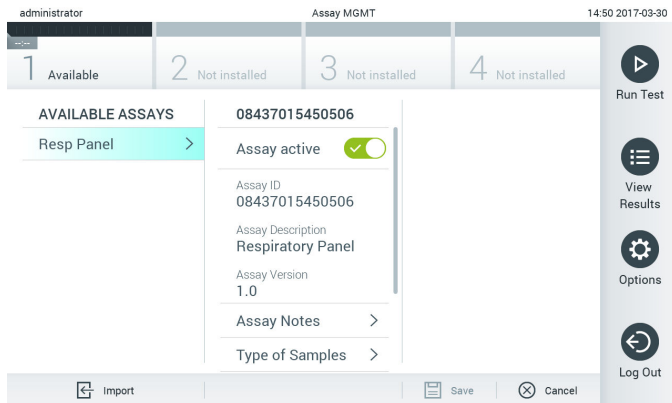 administrator Assay MGMT 14:50 2017-03-30
--:--
1 Available 2 Not installed 3 Not installed 4 Not installed
Run Test
AVAILABLE ASSAYS
Resp Panel
08437015450506
Assay active
Assay ID
08437015450506
Assay Description
Respiratory Panel
Assay Version
1.0
Assay Notes
Type of Samples
View
Results
Options
Log Out
Import
Save
Cancel